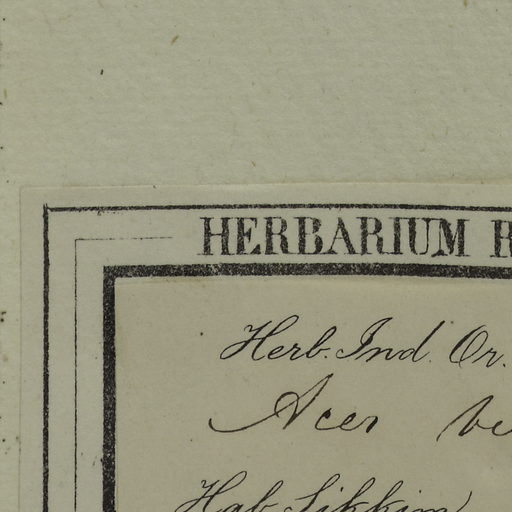 HERBARIUM
Herb. Ind. Or.
Acer
Hab. Sikkim